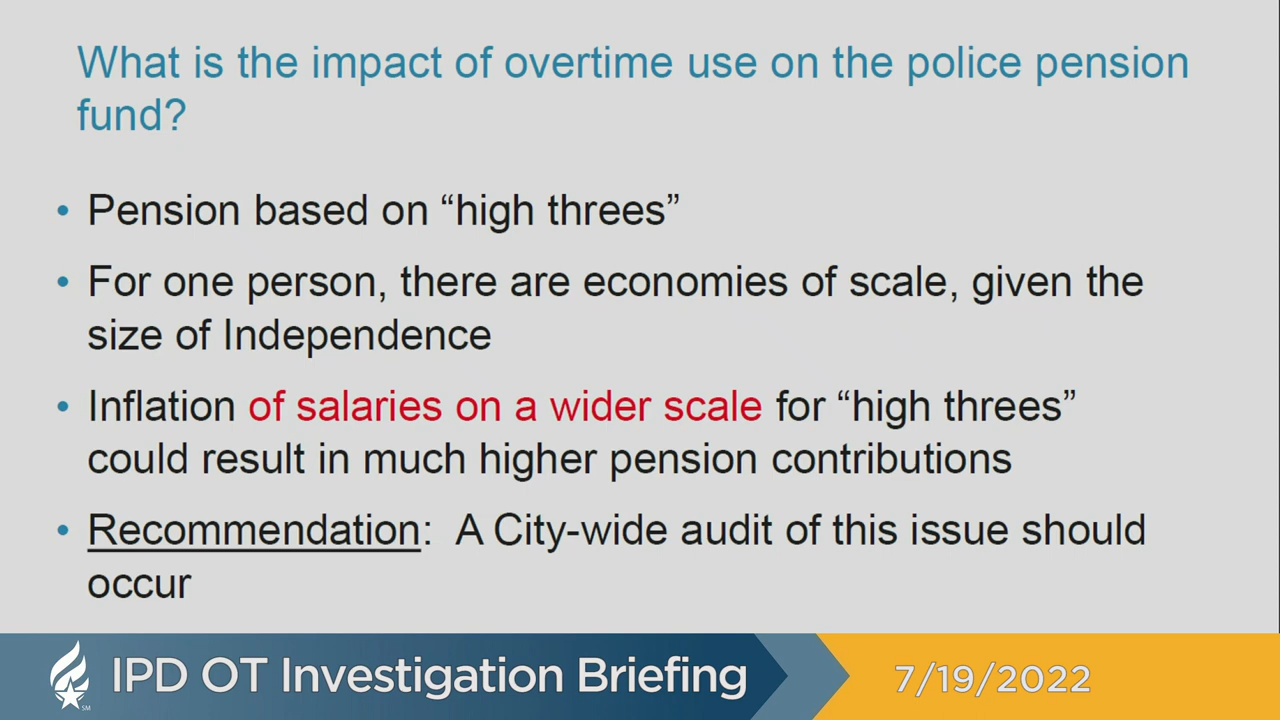 What is the impact of overtime use on the police pension
fund?
• Pension based on “high threes”
• For one person, there are economies of scale, given the
size of Independence
• Inflation of salaries on a wider scale for “high threes”
could result in much higher pension contributions
• Recommendation:  A City-wide audit of this issue should
occur
IPD OT Investigation Briefing
7/19/2022
SM